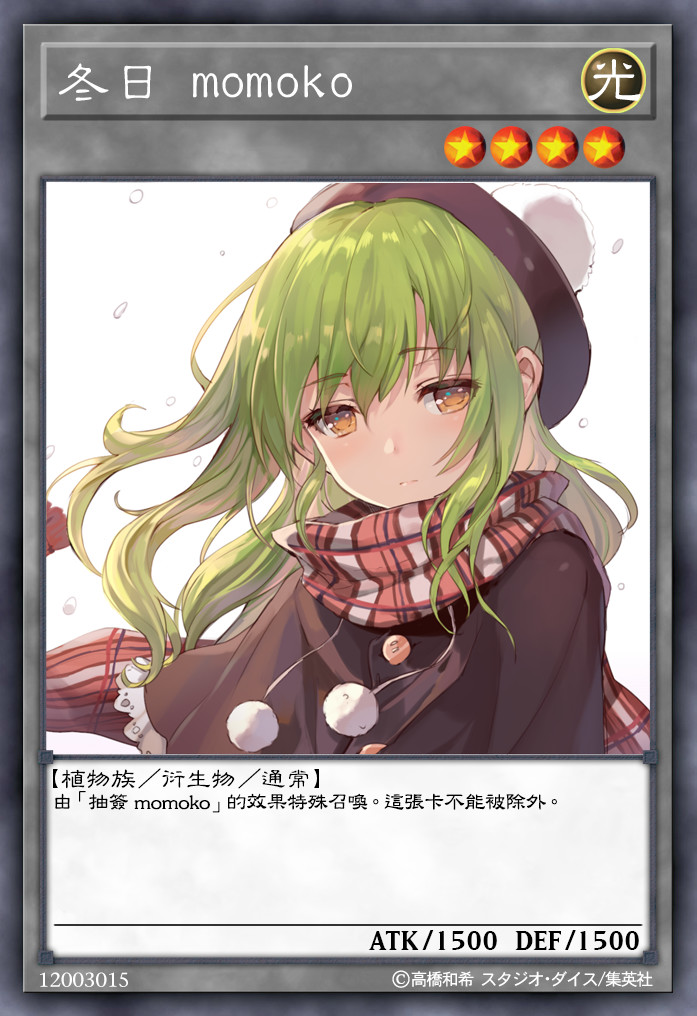 冬日 momoko
光
【植物族／衍生物／通常】
由「抽簽 momoko」的效果特殊召喚。這張卡不能被除外。
ATK/1500 DEF/1500
12003015 ©高橋和希 スタジオ・ダイス/集英社